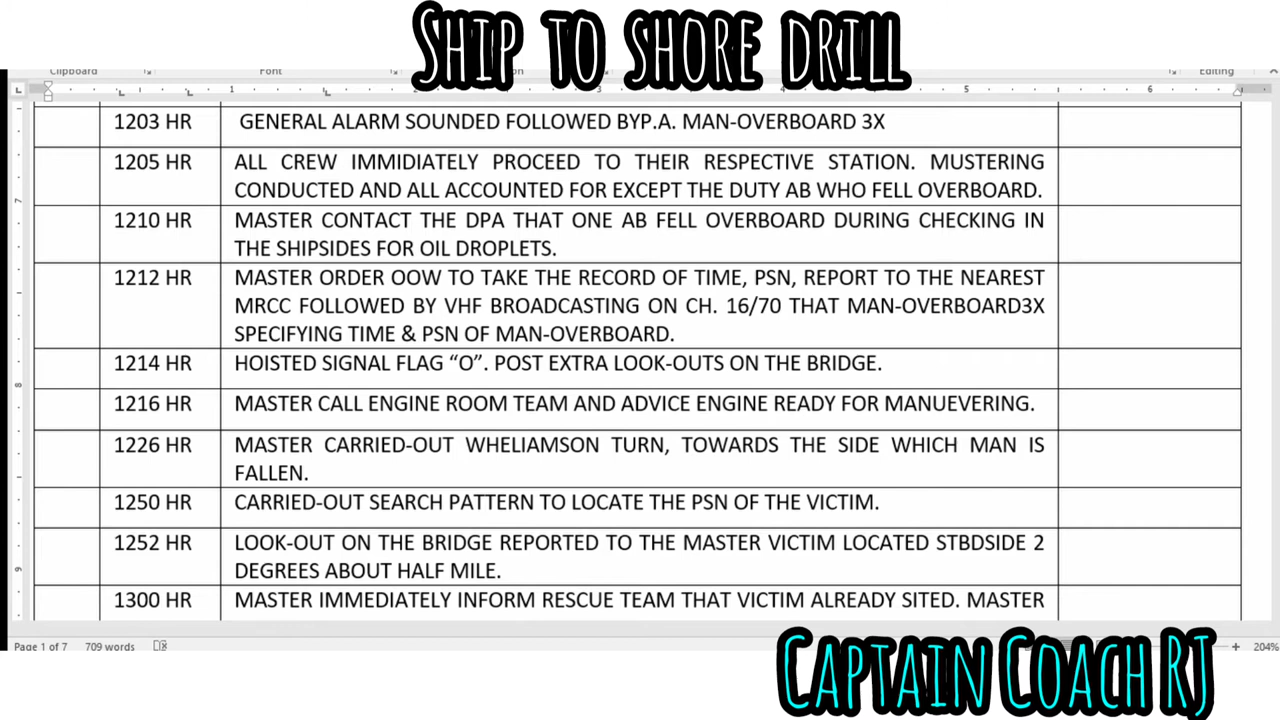 SHIP TO SHORE DRILL
Clipboard Font Editing
1 2 3 5 6
1203 HR GENERAL ALARM SOUNDED FOLLOWED BYP.A. MAN-OVERBOARD 3X
1205 HR ALL CREW IMMIDIATELY PROCEED TO THEIR RESPECTIVE STATION. MUSTERING
CONDUCTED AND ALL ACCOUNTED FOR EXCEPT THE DUTY AB WHO FELL OVERBOARD.
1210 HR MASTER CONTACT THE DPA THAT ONE AB FELL OVERBOARD DURING CHECKING IN
THE SHIPSIDES FOR OIL DROPLETS.
1212 HR MASTER ORDER OOW TO TAKE THE RECORD OF TIME, PSN, REPORT TO THE NEAREST
MRCC FOLLOWED BY VHF BROADCASTING ON CH. 16/70 THAT MAN-OVERBOARD3X
SPECIFYING TIME & PSN OF MAN-OVERBOARD.
1214 HR HOISTED SIGNAL FLAG “O”. POST EXTRA LOOK-OUTS ON THE BRIDGE.
1216 HR MASTER CALL ENGINE ROOM TEAM AND ADVICE ENGINE READY FOR MANUEVERING.
1226 HR MASTER CARRIED-OUT WHELIAMSON TURN, TOWARDS THE SIDE WHICH MAN IS
FALLEN.
1250 HR CARRIED-OUT SEARCH PATTERN TO LOCATE THE PSN OF THE VICTIM.
1252 HR LOOK-OUT ON THE BRIDGE REPORTED TO THE MASTER VICTIM LOCATED STBDSIDE 2
DEGREES ABOUT HALF MILE.
1300 HR MASTER IMMEDIATELY INFORM RESCUE TEAM THAT VICTIM ALREADY SITED. MASTER
Page 1 of 7 709 words 204%
CAPTAIN COACH RJ